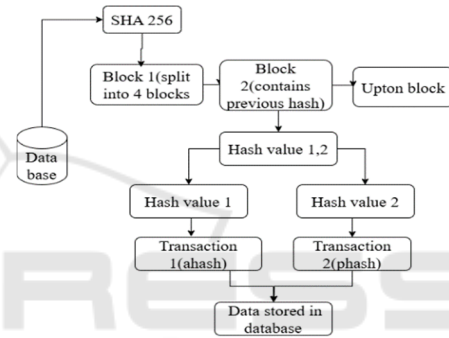 SHA 256
Block 1(split
into 4 blocks
Block
2(contains
previous hash)
Upton block
Data
base
Hash value 1,2
Hash value 1
Hash value 2
Transaction
1(ahash)
Transaction
2(phash)
Data stored in
database